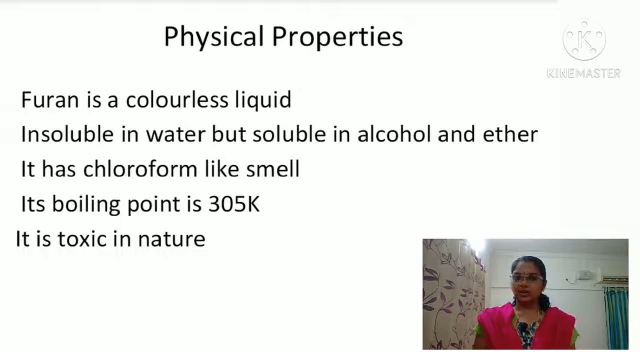 Physical Properties
K
KINEMASTER
Furan is a colourless liquid
Insoluble in water but soluble in alcohol and ether
It has chloroform like smell
Its boiling point is 305K
It is toxic in nature